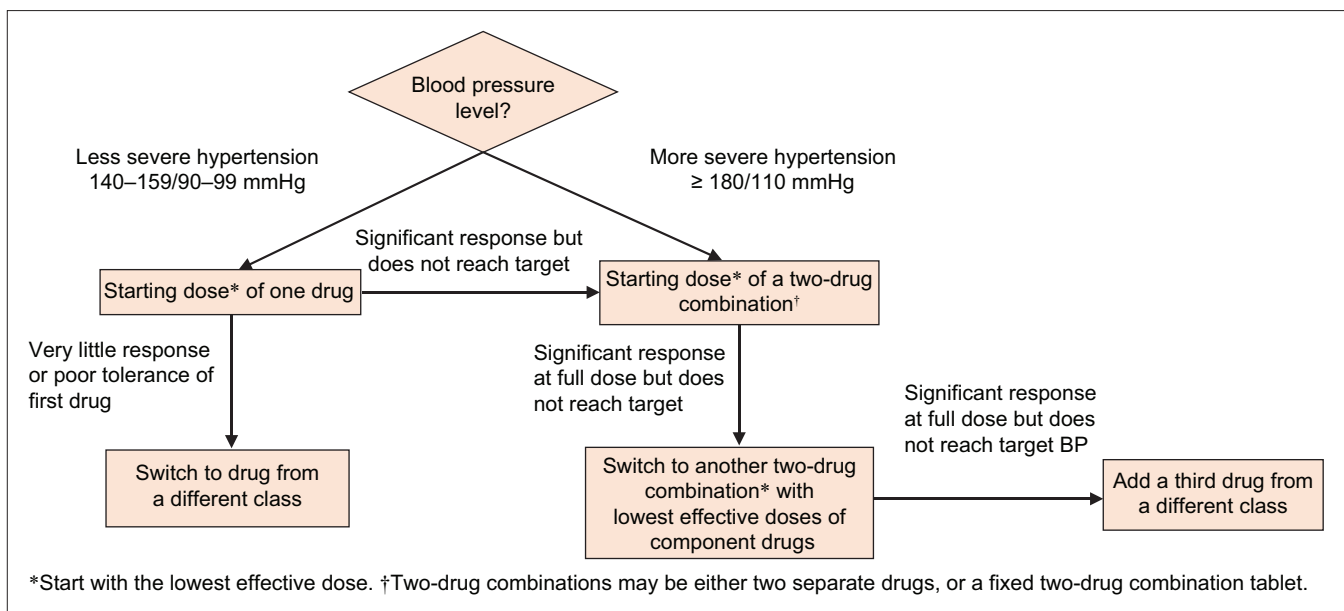 Blood pressure
level?
Less severe hypertension
140–159/90–99 mmHg
More severe hypertension
≥ 180/110 mmHg
Significant response but
does not reach target
Starting dose* of one drug
Starting dose* of a two-drug
combination†
Very little response
or poor tolerance of
first drug
Significant response
at full dose but does
not reach target
Significant response
at full dose but does
not reach target BP
Switch to drug from
a different class
Switch to another two-drug
combination* with
lowest effective doses of
component drugs
Add a third drug from
a different class
*Start with the lowest effective dose. †Two-drug combinations may be either two separate drugs, or a fixed two-drug combination tablet.